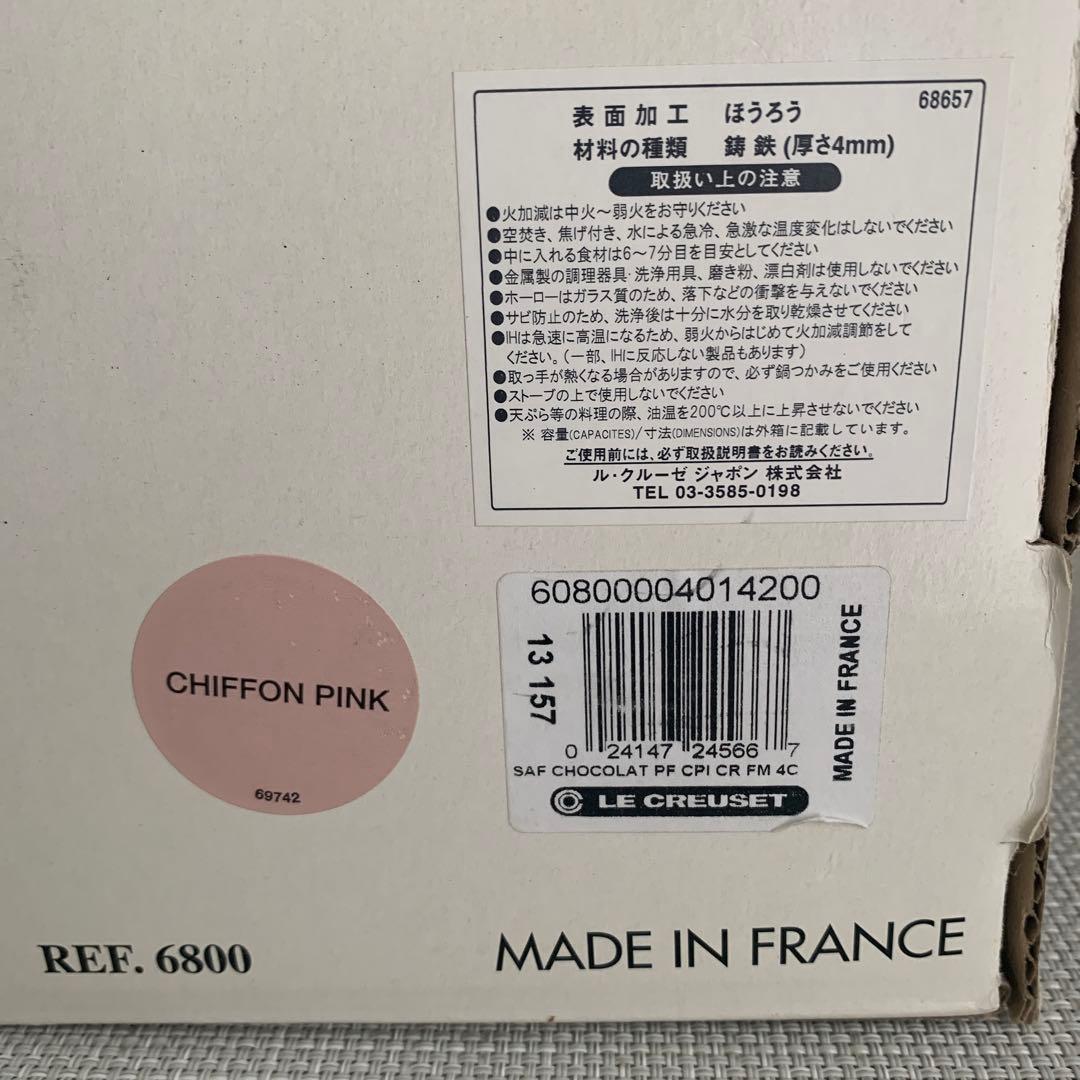 68657
表面加工 ほうろう
材料の種類 鋳鉄(厚さ4mm)
取扱い上の注意
●火加減は中火～弱火をお守りください
●空焚き、焦げ付き、水による急冷、急激な温度変化はしないでください
●中に入れる食材は6～7分目を目安としてください
●金属製の調理器具・洗浄用具、磨き粉、漂白剤は使用しないでください
●ホーローはガラス質のため、落下などの衝撃を与えないでください
●サビ防止のため、洗浄後は十分に水分を取り乾燥させてください
●IHは急速に高温になるため、弱火からはじめて火加減調節をして
ください。(一部、IHに反応しない製品もあります)
●取っ手が熱くなる場合がありますので、必ず鍋つかみをご使用ください
●ストーブの上で使用しないでください
●天ぷら等の料理の際、油温を200℃以上に上昇させないでください
※ 容量(CAPACITES)/寸法(DIMENSIONS)は外箱に記載しています。
ご使用前には、必ず取扱説明書をお読みください。
ル・クルーゼ ジャポン 株式会社
TEL 03-3585-0198
CHIFFON PINK
69742
60800004014200
13 157
MADE IN FRANCE
0 24147 24566 7
SAF CHOCOLAT PF CPI CR FM 4C
LE CREUSET
REF. 6800
MADE IN FRANCE